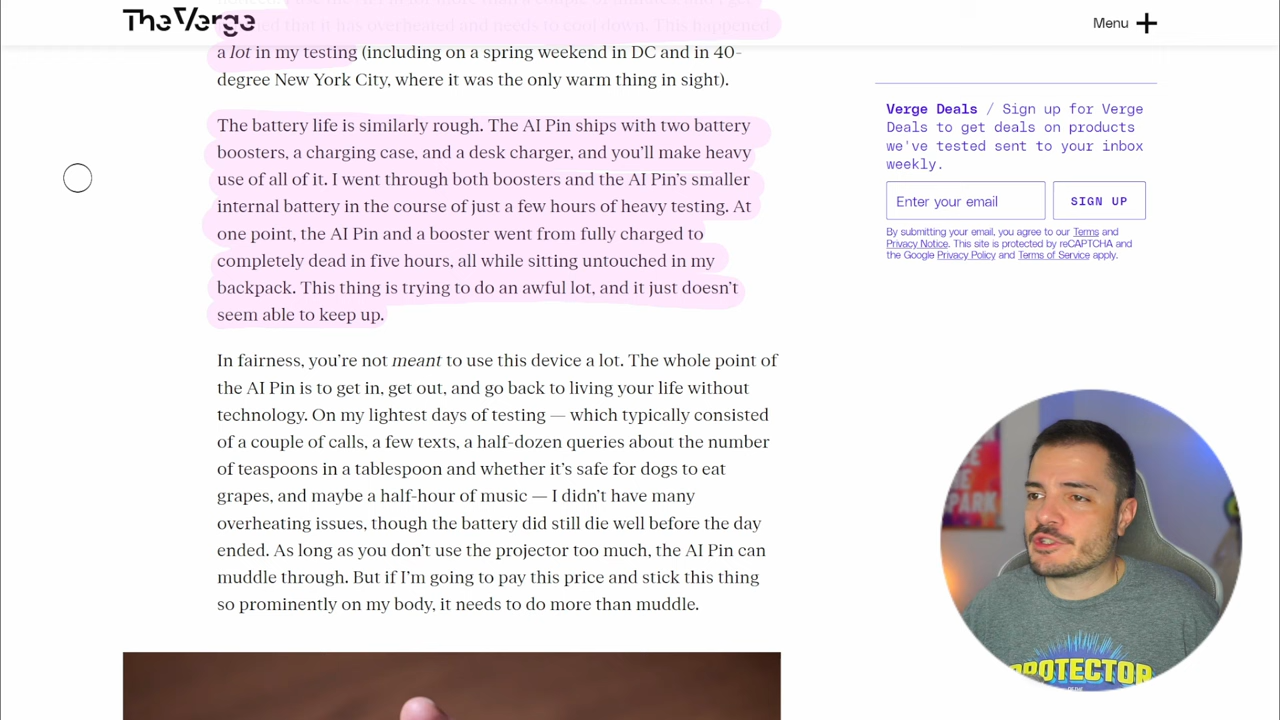 The Verge
Menu
that it has overheated and needs to cool down. This happened
a lot in my testing (including on a spring weekend in DC and in 40-
degree New York City, where it was the only warm thing in sight).
The battery life is similarly rough. The AI Pin ships with two battery
boosters, a charging case, and a desk charger, and you'll make heavy
use of all of it. I went through both boosters and the AI Pin's smaller
internal battery in the course of just a few hours of heavy testing. At
one point, the AI Pin and a booster went from fully charged to
completely dead in five hours, all while sitting untouched in my
backpack. This thing is trying to do an awful lot, and it just doesn't
seem able to keep up.
In fairness, you're not meant to use this device a lot. The whole point of
the AI Pin is to get in, get out, and go back to living your life without
technology. On my lightest days of testing — which typically consisted
of a couple of calls, a few texts, a half-dozen queries about the number
of teaspoons in a tablespoon and whether it's safe for dogs to eat
grapes, and maybe a half-hour of music — I didn't have many
overheating issues, though the battery did still die well before the day
ended. As long as you don't use the projector too much, the AI Pin can
muddle through. But if I'm going to pay this price and stick this thing
so prominently on my body, it needs to do more than muddle.
Verge Deals / Sign up for Verge
Deals to get deals on products
we've tested sent to your inbox
weekly.
Enter your email
SIGN UP
By submitting your email, you agree to our Terms and
Privacy Notice. This site is protected by reCAPTCHA and
the Google Privacy Policy and Terms of Service apply.
PROTECTOR